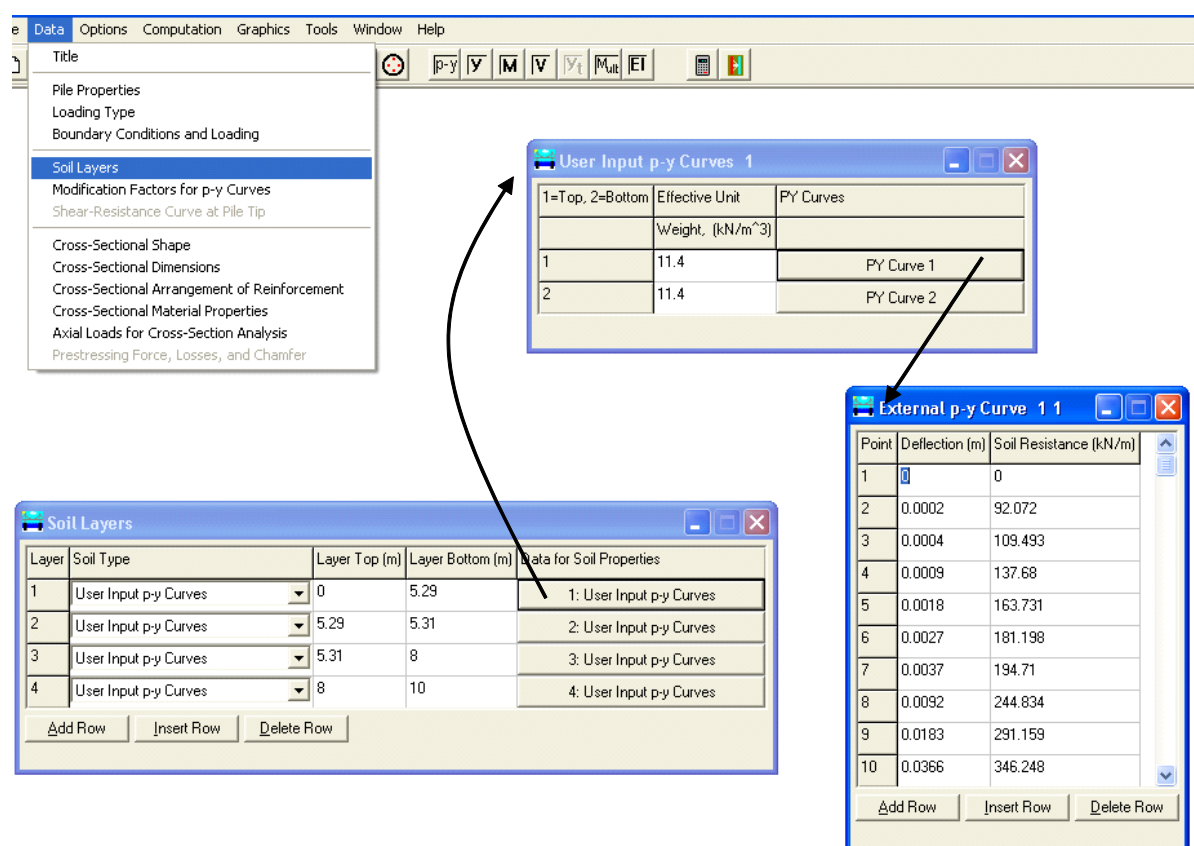 e Data Options Computation Graphics Tools Window Help
p-y y M V yt Mult EI
Title
Pile Properties
Loading Type
Boundary Conditions and Loading
Soil Layers
Modification Factors for p-y Curves
Shear-Resistance Curve at Pile Tip
Cross-Sectional Shape
Cross-Sectional Dimensions
Cross-Sectional Arrangement of Reinforcement
Cross-Sectional Material Properties
Axial Loads for Cross-Section Analysis
Prestressing Force, Losses, and Chamfer
User Input p-y Curves 1
1=Top, 2=Bottom Effective Unit PY Curves
Weight, (kN/m^3)
1 11.4 PY Curve 1
2 11.4 PY Curve 2
External p-y Curve 1 1
Point Deflection (m) Soil Resistance (kN/m)
1 0 0
2 0.0002 92.072
3 0.0004 109.493
4 0.0009 137.68
5 0.0018 163.731
6 0.0027 181.198
7 0.0037 194.71
8 0.0092 244.834
9 0.0183 291.159
10 0.0366 346.248
Add Row Insert Row Delete Row
Soil Layers
Layer Soil Type Layer Top (m) Layer Bottom (m) Data for Soil Properties
1 User Input p-y Curves 0 5.29 1: User Input p-y Curves
2 User Input p-y Curves 5.29 5.31 2: User Input p-y Curves
3 User Input p-y Curves 5.31 8 3: User Input p-y Curves
4 User Input p-y Curves 8 10 4: User Input p-y Curves
Add Row Insert Row Delete Row